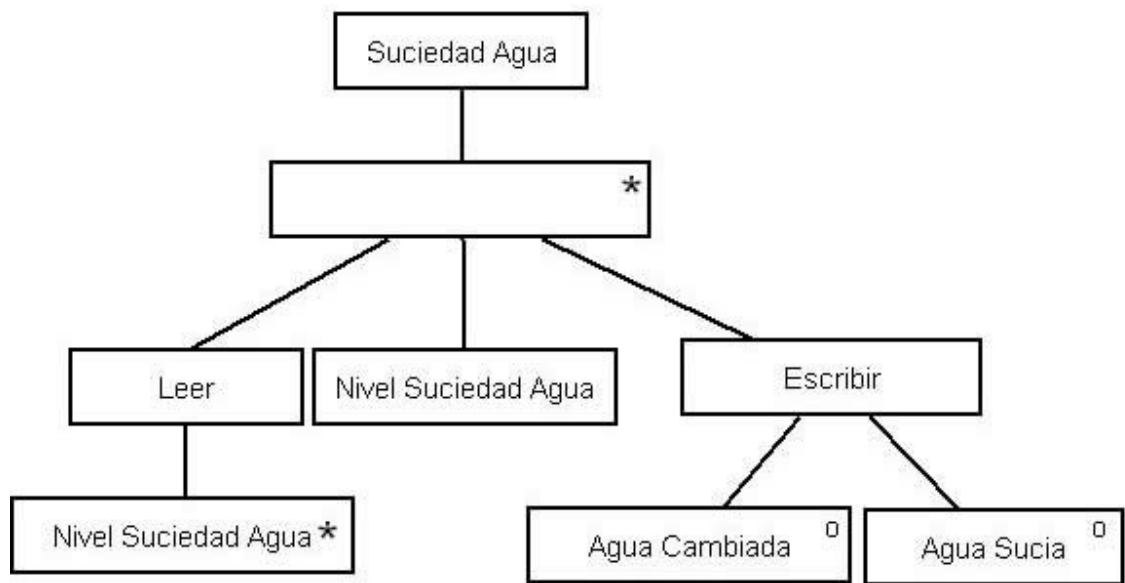 Suciedad Agua
*
Leer
Nivel Suciedad Agua
Escribir
Nivel Suciedad Agua *
Agua Cambiada o
Agua Sucia o